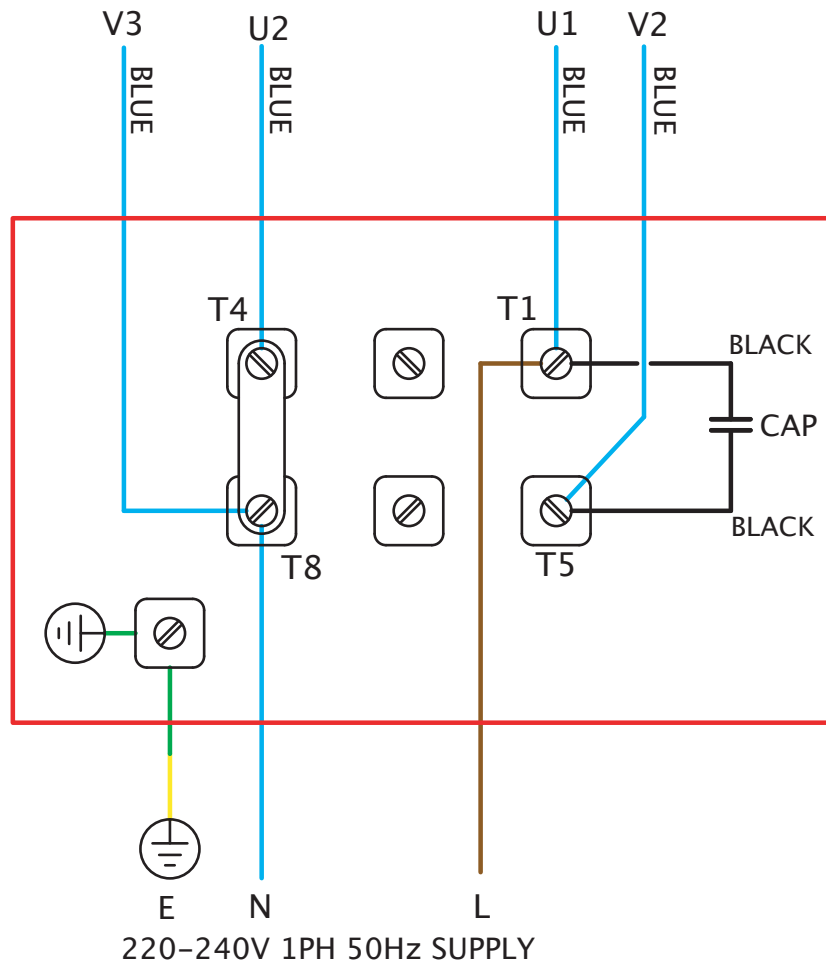 V3 U2 U1 V2
BLUE BLUE BLUE BLUE
T4 T1
BLACK
CAP
BLACK
T8 T5
E N L
220-240V 1PH 50Hz SUPPLY